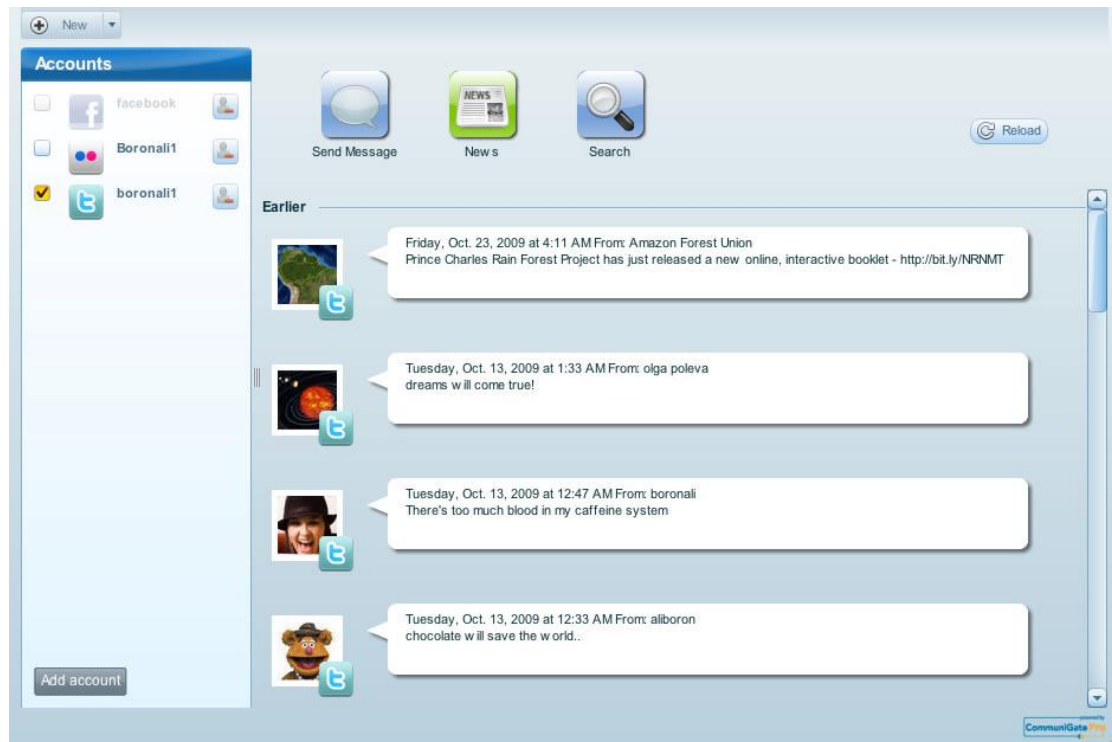 New
Accounts
facebook
Boronali1
boronali1
Add account
Send Message
NEWS
News
Search
Reload
Earlier
Friday, Oct. 23, 2009 at 4:11 AM From: Amazon Forest Union
Prince Charles Rain Forest Project has just released a new online, interactive booklet - http://bit.ly/NRNMT
Tuesday, Oct. 13, 2009 at 1:33 AM From: olga poleva
dreams will come true!
Tuesday, Oct. 13, 2009 at 12:47 AM From: boronali
There's too much blood in my caffeine system
Tuesday, Oct. 13, 2009 at 12:33 AM From: aliboron
chocolate will save the world..
powered by
CommuniGate Pro